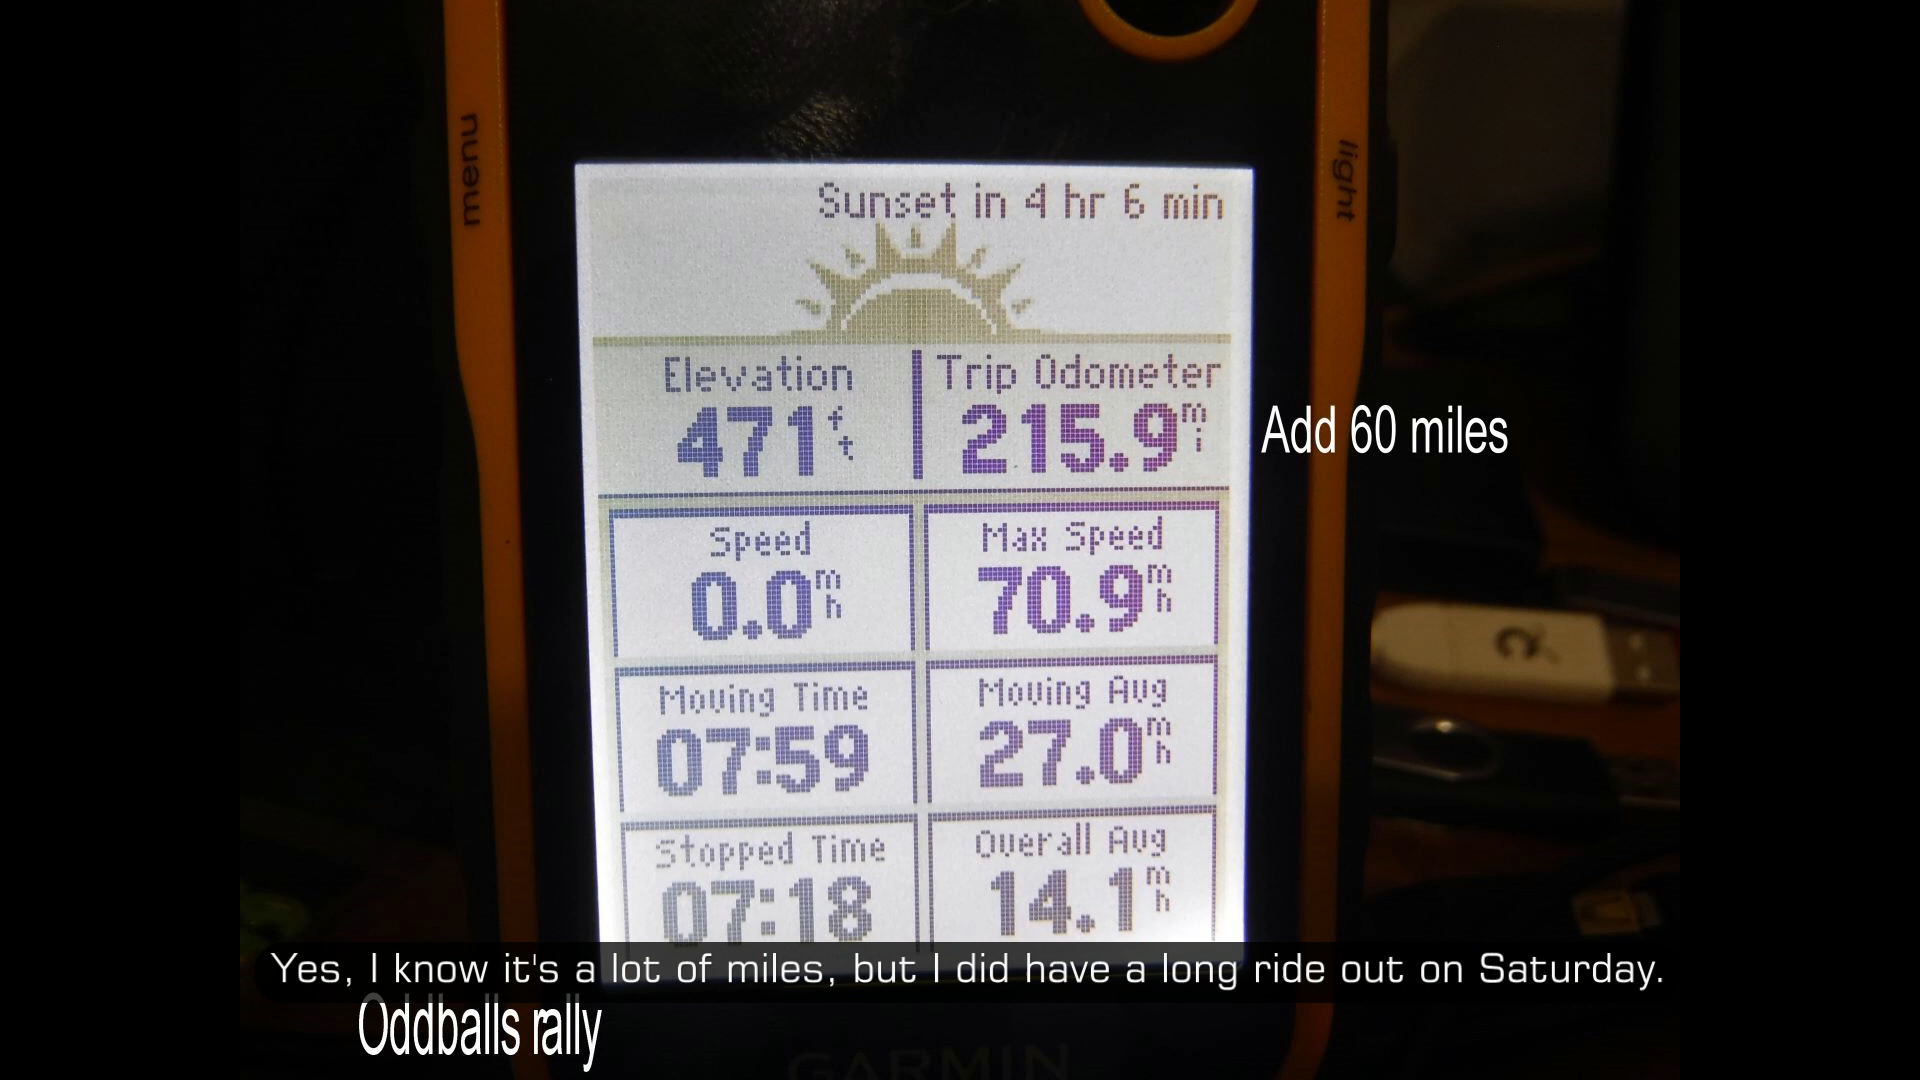 menu
light
Sunset in 4 hr 6 min
Elevation
471 ft
Trip Odometer
215.9 mi
Add 60 miles
Speed
0.0 mh
Max Speed
70.9 mh
Moving Time
07:59
Moving Avg
27.0 mh
Stopped Time
07:18
Overall Avg
14.1 mh
Yes, I know it's a lot of miles, but I did have a long ride out on Saturday.
Oddballs rally
GARMIN